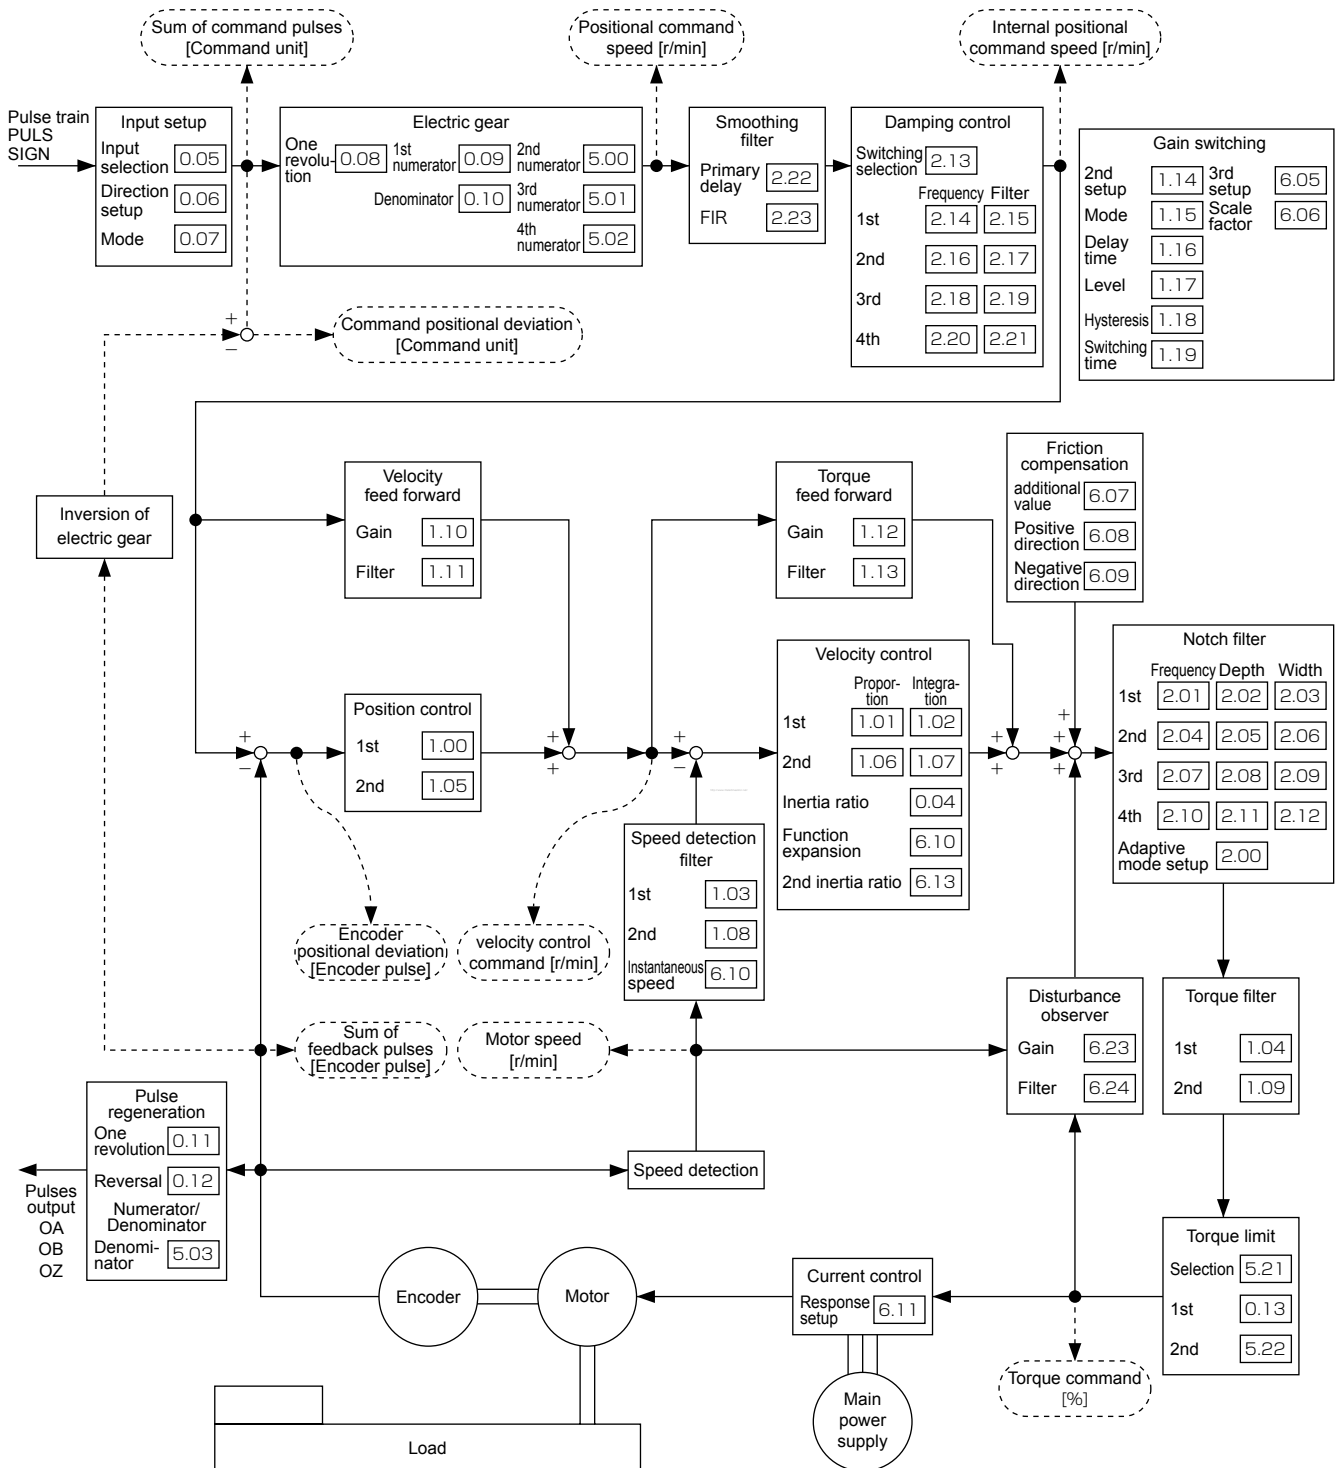 Sum of command pulses
[Command unit]
Positional command
speed [r/min]
Internal positional
command speed [r/min]
Pulse train
PULS
SIGN
Input setup
Input
selection 0.05
Direction
setup 0.06
Mode 0.07
Electric gear
One
revolu-
tion 0.08
1st
numerator 0.09
2nd
numerator 5.00
Denominator 0.10
3rd
numerator 5.01
4th
numerator 5.02
Smoothing
filter
Primary
delay 2.22
FIR 2.23
Damping control
Switching
selection 2.13
Frequency Filter
1st 2.14 2.15
2nd 2.16 2.17
3rd 2.18 2.19
4th 2.20 2.21
Gain switching
2nd
setup 1.14
3rd
setup 6.05
Mode 1.15
Scale
factor 6.06
Delay
time 1.16
Level 1.17
Hysteresis 1.18
Switching
time 1.19
+
−
Command positional deviation
[Command unit]
Inversion of
electric gear
Velocity
feed forward
Gain 1.10
Filter 1.11
Torque
feed forward
Gain 1.12
Filter 1.13
Friction
compensation
additional
value 6.07
Positive
direction 6.08
Negative
direction 6.09
+
−
Position control
1st 1.00
2nd 1.05
+
+
+
−
Velocity control
Propor-
tion
Integra-
tion
1st 1.01 1.02
2nd 1.06 1.07
Inertia ratio 0.04
Function
expansion 6.10
2nd inertia ratio 6.13
+
+
+
+
+
Notch filter
Frequency Depth Width
1st 2.01 2.02 2.03
2nd 2.04 2.05 2.06
3rd 2.07 2.08 2.09
4th 2.10 2.11 2.12
Adaptive
mode setup 2.00
Speed detection
filter
1st 1.03
2nd 1.08
Instantaneous
speed 6.10
Encoder
positional deviation
[Encoder pulse]
velocity control
command [r/min]
Sum of
feedback pulses
[Encoder pulse]
Motor speed
[r/min]
Disturbance
observer
Gain 6.23
Filter 6.24
Torque filter
1st 1.04
2nd 1.09
Pulse
regeneration
One
revolution 0.11
Reversal 0.12
Numerator/
Denominator
Denomi-
nator 5.03
Pulses
output
OA
OB
OZ
Speed detection
Torque limit
Selection 5.21
1st 0.13
2nd 5.22
Encoder
Motor
Current control
Response
setup 6.11
Torque command
[%]
Main
power
supply
Load